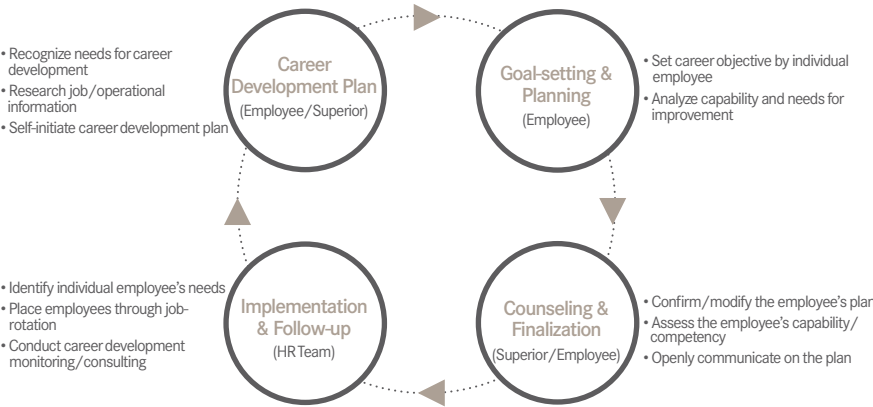 • Recognize needs for career
development
• Research job/operational
information
• Self-initiate career development plan
Career
Development Plan
(Employee/Superior)
Goal-setting &
Planning
(Employee)
• Set career objective by individual
employee
• Analyze capability and needs for
improvement
• Identify individual employee's needs
• Place employees through job-
rotation
• Conduct career development
monitoring/consulting
Implementation
& Follow-up
(HR Team)
Counseling &
Finalization
(Superior/Employee)
• Confirm/modify the employee's plan
• Assess the employee's capability/
competency
• Openly communicate on the plan